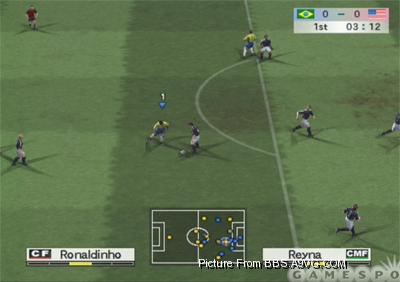 0 - 0
1st 03:12
1
CF Ronaldinho
Reyna CMF
Picture From BBS.A9VG.COM
GAMESPO